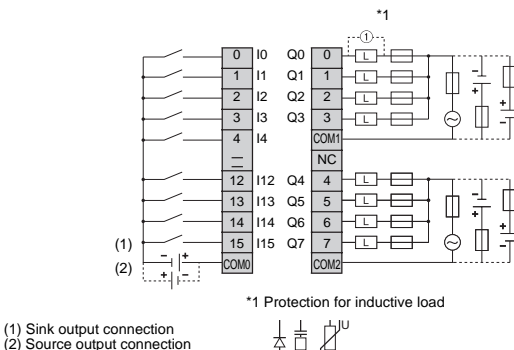 *1
1
0 I0 Q0 0 L
1 I1 Q1 1 L
2 I2 Q2 2 L
3 I3 Q3 3 L
4 I4 COM1
NC
12 I12 Q4 4 L
13 I13 Q5 5 L
14 I14 Q6 6 L
(1) 15 I15 Q7 7 L
(2) - + COM0 COM2
+ -
- + - +
- + - +
*1 Protection for inductive load
(1) Sink output connection
(2) Source output connection
U